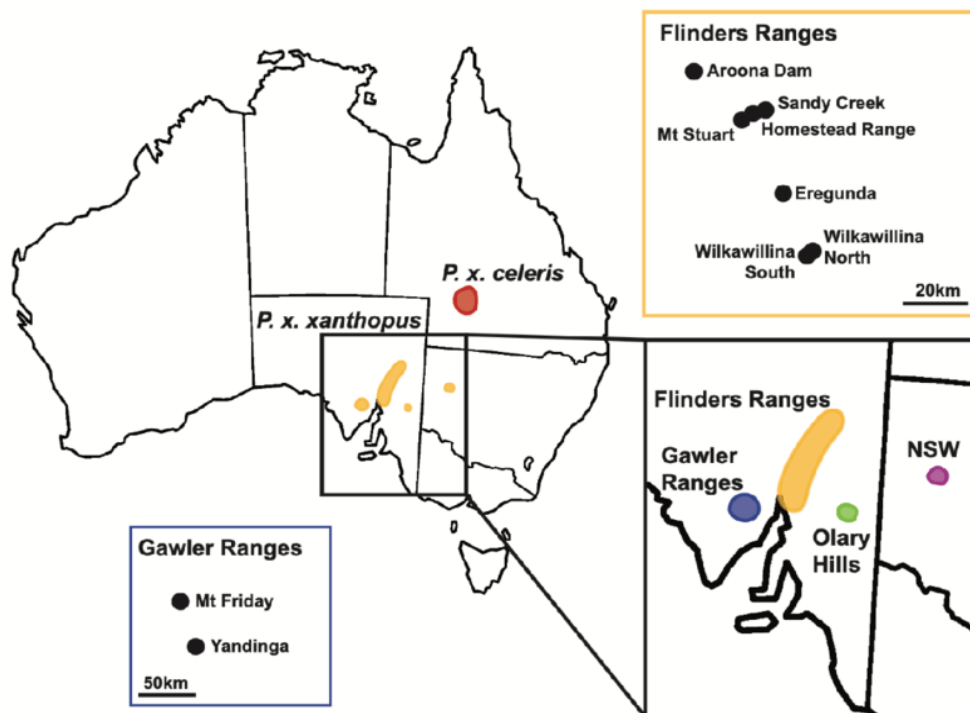 Flinders Ranges
Aroona Dam
Sandy Creek
Mt Stuart
Homestead Range
Eregunda
Wilkawillina
South
Wilkawillina
North
20km
P. x. celeris
P. x. xanthopus
Flinders Ranges
Gawler
Ranges
NSW
Olary
Hills
Gawler Ranges
Mt Friday
Yandinga
50km